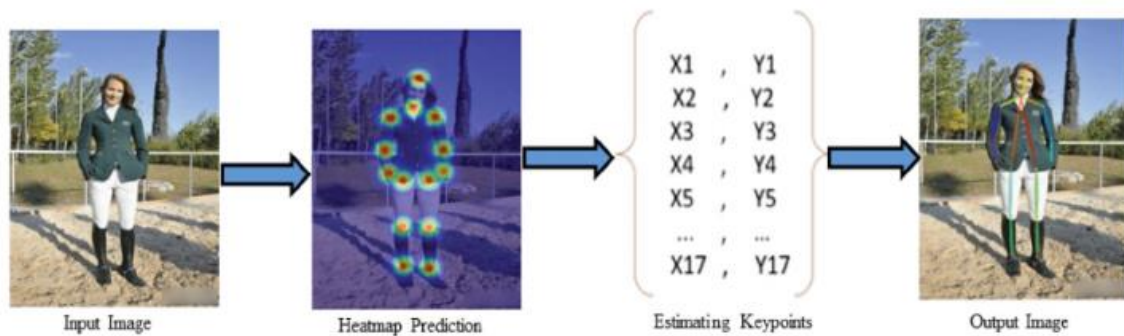 X1 , Y1
X2 , Y2
X3 , Y3
X4 , Y4
X5 , Y5
... , ...
X17 , Y17
Input Image
Heatmap Prediction
Estimating Keypoints
Output Image